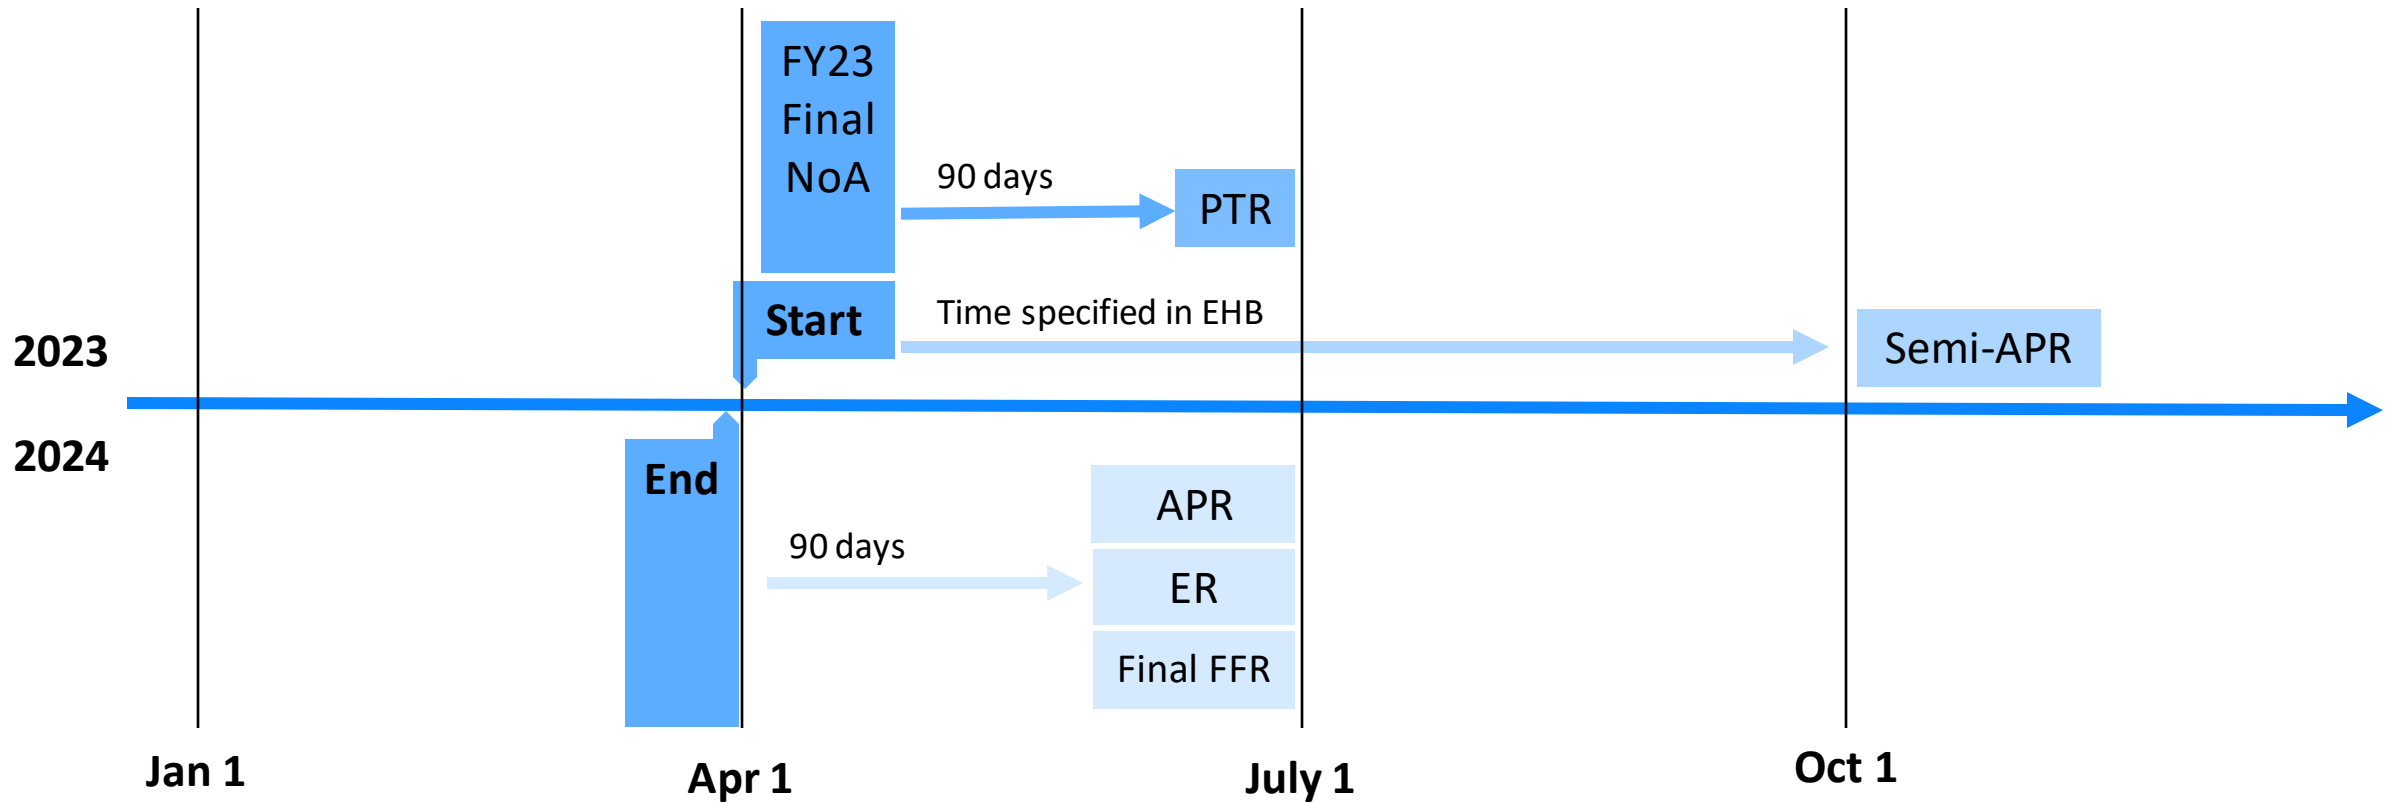 FY23
Final
NoA
90 days
PTR
Start
Time specified in EHB
Semi-APR
2023
2024
End
APR
90 days
ER
Final FFR
Jan 1
Apr 1
July 1
Oct 1